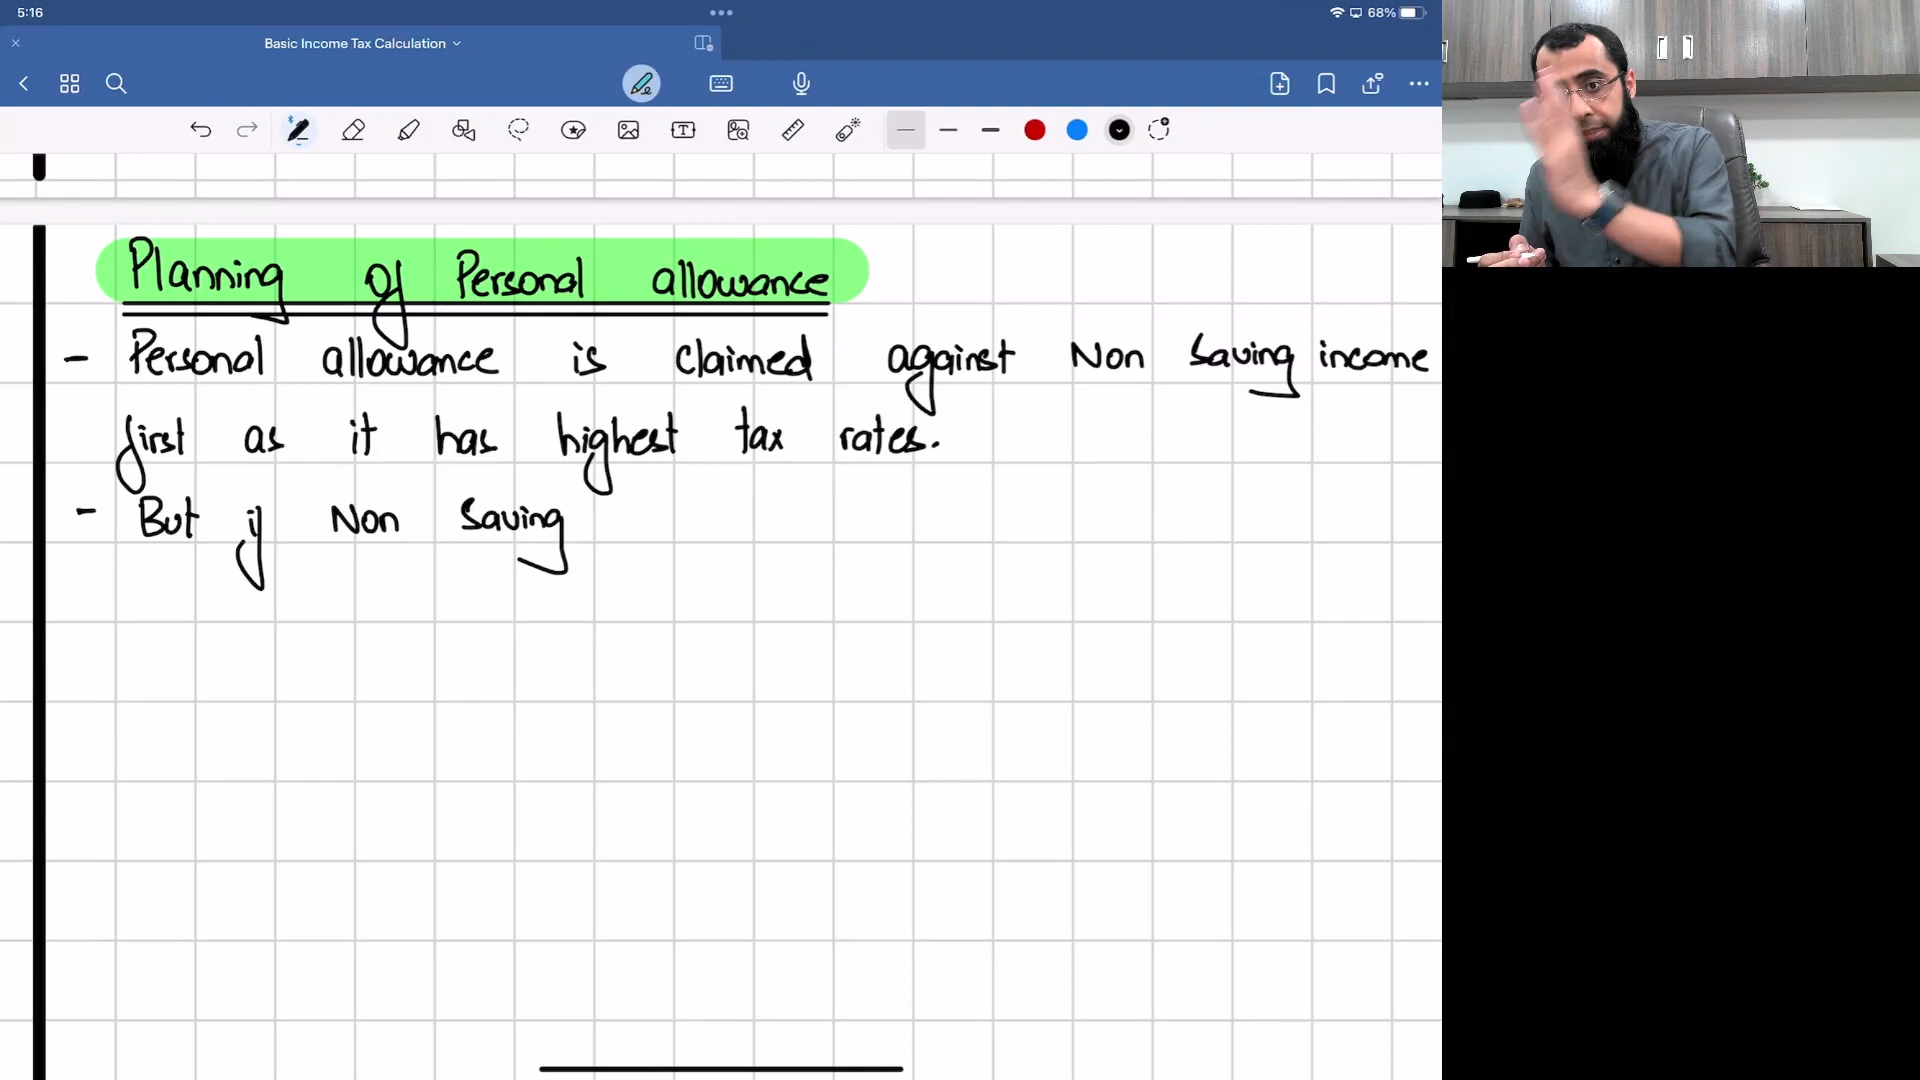 5:16
68%
Basic Income Tax Calculation
Planning of Personal allowance
- Personal allowance is claimed against Non Saving income
first as it has highest tax rates.
- But if Non Saving